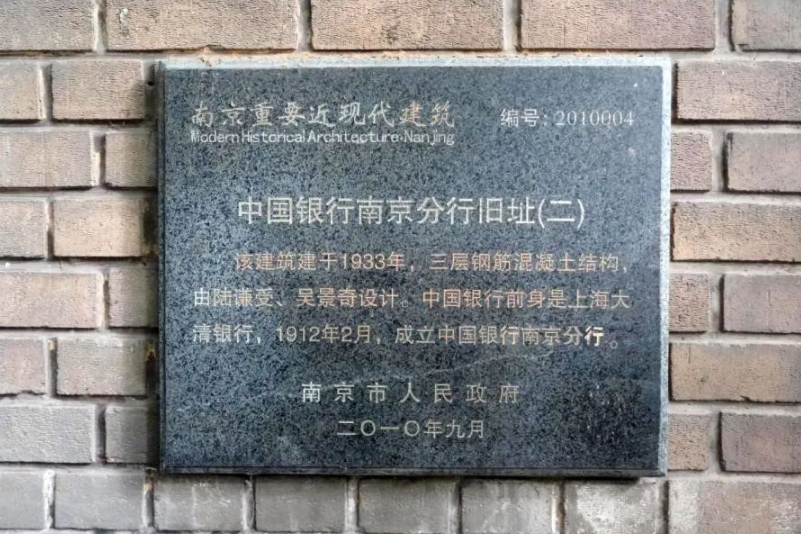 南京重要近现代建筑 编号：2010004
Modern Historical Architecture·Nanjing
中国银行南京分行旧址(二)
该建筑建于1933年，三层钢筋混凝土结构，
由陆谦受、吴景奇设计。中国银行前身是上海大
清银行，1912年2月，成立中国银行南京分行。
南京市人民政府
二〇一〇年九月